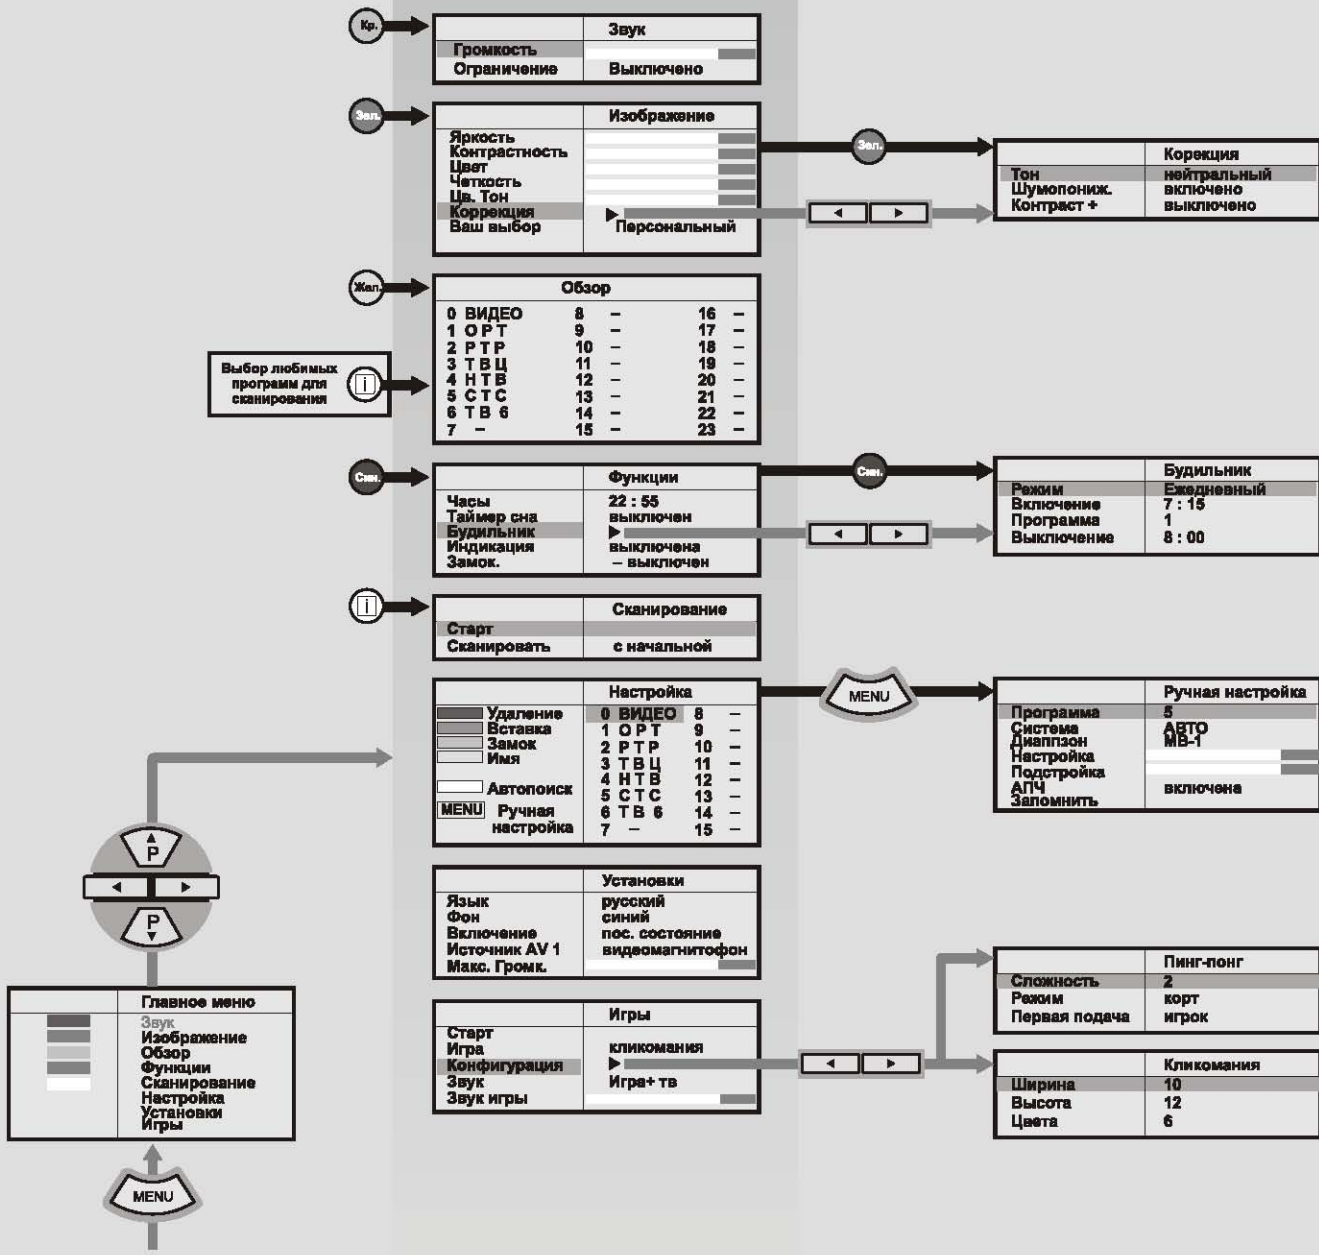 Кр.
Звук
Громкость
Ограничение Выключено
Зел.
Изображение
Яркость
Контрастность
Цвет
Четкость
Цв. Тон
Коррекция
Ваш выбор Персональный
Зел.
Корекция
Тон нейтральный
Шумопониж. включено
Контраст + выключено
Жел.
Обзор
0 ВИДЕО 8 – 16 –
1 О Р Т 9 – 17 –
2 Р Т Р 10 – 18 –
3 Т В Ц 11 – 19 –
4 Н Т В 12 – 20 –
5 С Т С 13 – 21 –
6 Т В 6 14 – 22 –
7 – 15 – 23 –
Выбор любимых
программ для
сканирования
i
Син.
Функции
Часы 22 : 55
Таймер сна выключен
Будильник
Индикация выключена
Замок. – выключен
Син.
Будильник
Режим Ежедневный
Включение 7 : 15
Программа 1
Выключение 8 : 00
i
Сканирование
Старт
Сканировать с начальной
Настройка
Удаление 0 ВИДЕО 8 –
Вставка 1 О Р Т 9 –
Замок 2 Р Т Р 10 –
Имя 3 Т В Ц 11 –
4 Н Т В 12 –
Автопоиск 5 С Т С 13 –
MENU Ручная 6 Т В 6 14 –
настройка 7 – 15 –
MENU
Ручная настройка
Программа 5
Система АВТО
Диаппзон МВ-1
Настройка
Подстройка
АПЧ включена
Запомнить
P
P
Установки
Язык русский
Фон синий
Включение пос. состояние
Источник AV 1 видеомагнитофон
Макс. Громк.
Игры
Старт
Игра кликомания
Конфигурация
Звук Игра+ тв
Звук игры
Пинг-понг
Сложность 2
Режим корт
Первая подача игрок
Кликомания
Ширина 10
Высота 12
Цвета 6
Главное меню
Звук
Изображение
Обзор
Функции
Сканирование
Настройка
Установки
Игры
MENU